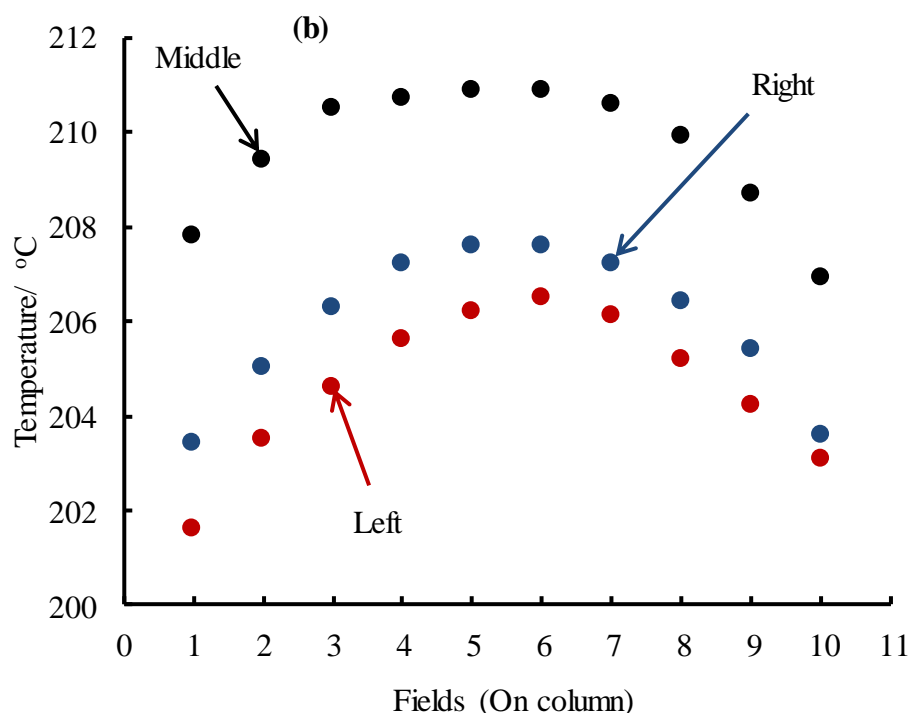 (b)
212
210
208
206
204
202
200
Temperature/ °C
Middle
Right
Left
0 1 2 3 4 5 6 7 8 9 10 11
Fields (On column)